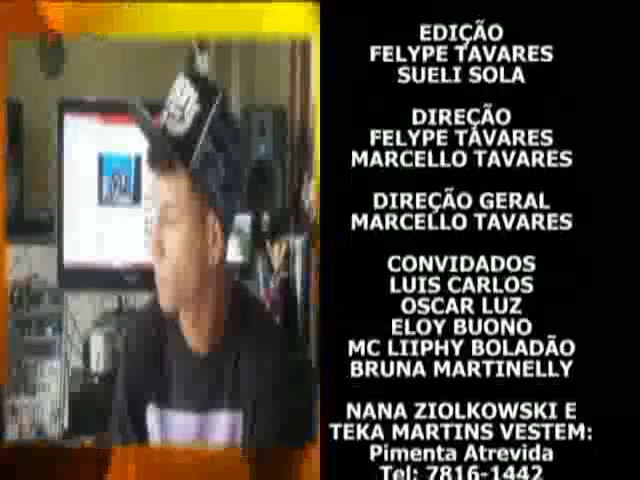 EDIÇÃO
FELYPE TAVARES
SUELI SOLA
DIREÇÃO
FELYPE TAVARES
MARCELLO TAVARES
DIREÇÃO GERAL
MARCELLO TAVARES
CONVIDADOS
LUIS CARLOS
OSCAR LUZ
ELOY BUONO
MC LIIPHY BOLADÃO
BRUNA MARTINELLY
NANA ZIOLKOWSKI E
TEKA MARTINS VESTEM:
Pimenta Atrevida
Tel: 7816-1442